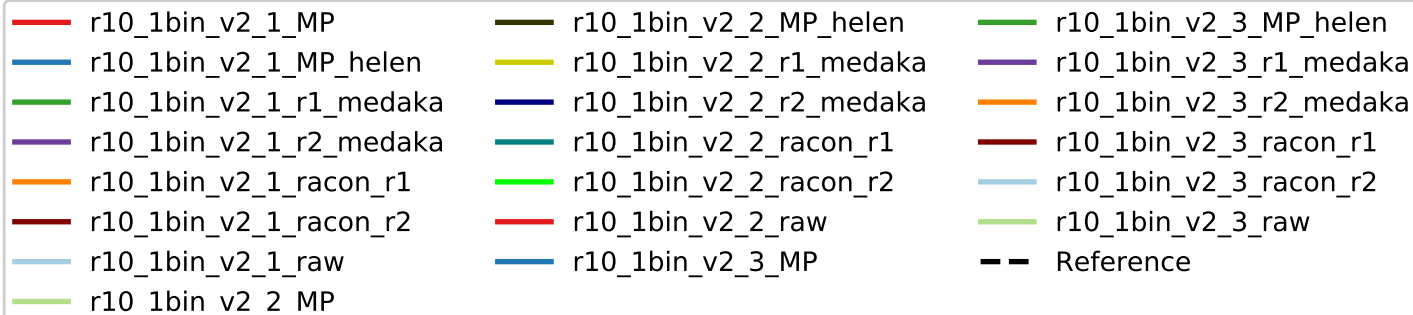 r10_1bin_v2_1_MP
r10_1bin_v2_1_MP_helen
r10_1bin_v2_1_r1_medaka
r10_1bin_v2_1_r2_medaka
r10_1bin_v2_1_racon_r1
r10_1bin_v2_1_racon_r2
r10_1bin_v2_1_raw
r10_1bin_v2_2_MP
r10_1bin_v2_2_MP_helen
r10_1bin_v2_2_r1_medaka
r10_1bin_v2_2_r2_medaka
r10_1bin_v2_2_racon_r1
r10_1bin_v2_2_racon_r2
r10_1bin_v2_2_raw
r10_1bin_v2_3_MP
r10_1bin_v2_3_MP_helen
r10_1bin_v2_3_r1_medaka
r10_1bin_v2_3_r2_medaka
r10_1bin_v2_3_racon_r1
r10_1bin_v2_3_racon_r2
r10_1bin_v2_3_raw
Reference